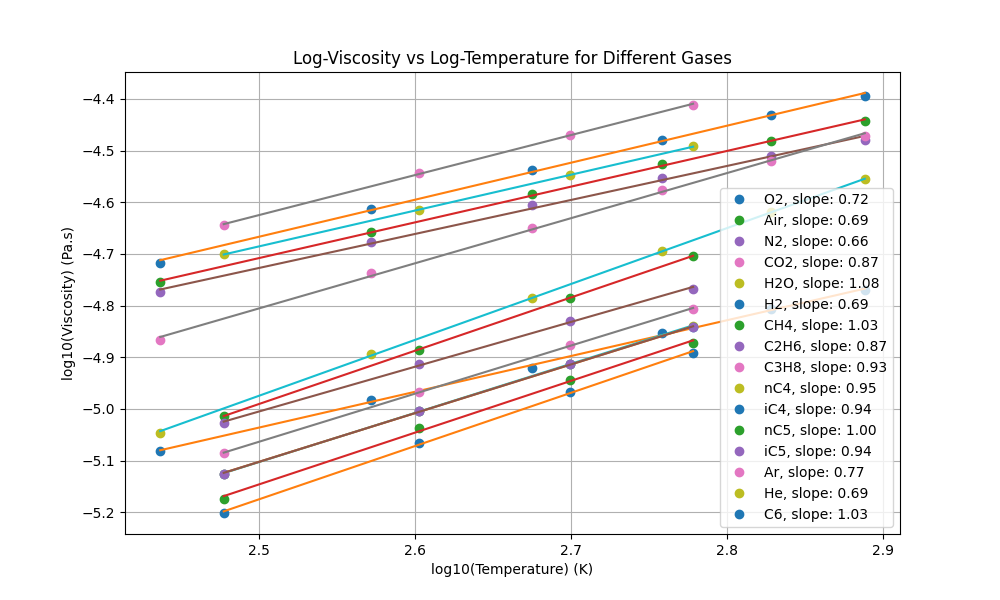 Log-Viscosity vs Log-Temperature for Different Gases
log10(Viscosity) (Pa.s)
−4.4
−4.5
−4.6
−4.7
−4.8
−4.9
−5.0
−5.1
−5.2
O2, slope: 0.72
Air, slope: 0.69
N2, slope: 0.66
CO2, slope: 0.87
H2O, slope: 1.08
H2, slope: 0.69
CH4, slope: 1.03
C2H6, slope: 0.87
C3H8, slope: 0.93
nC4, slope: 0.95
iC4, slope: 0.94
nC5, slope: 1.00
iC5, slope: 0.94
Ar, slope: 0.77
He, slope: 0.69
C6, slope: 1.03
2.5 2.6 2.7 2.8 2.9
log10(Temperature) (K)